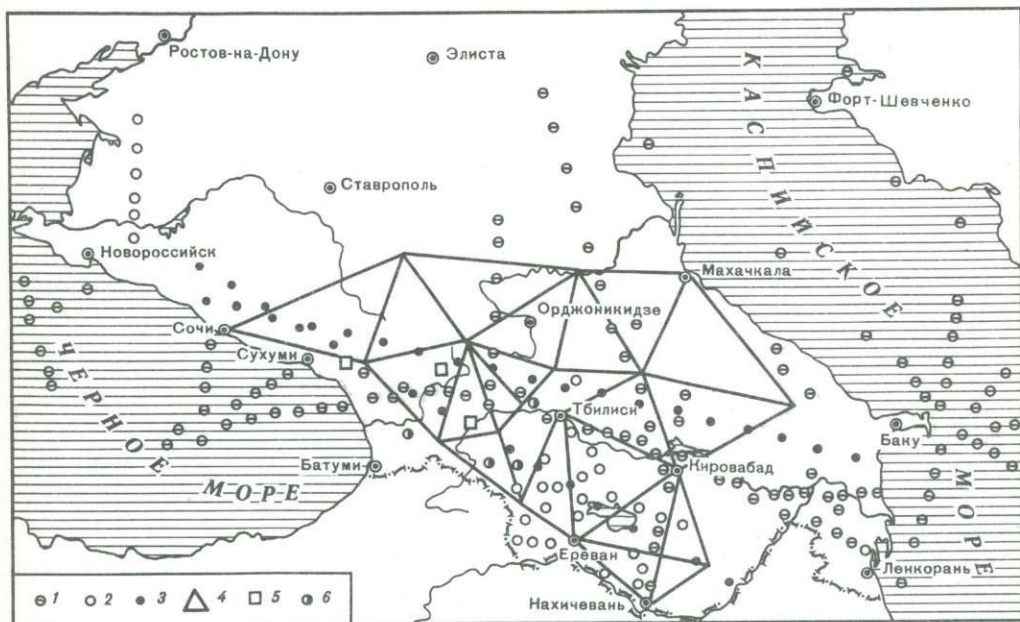 Ростов-на-Дону
Элиста
Форт-Шевченко
КАСПИЙСКОЕ
Ставрополь
Новороссийск
Махачкала
Орджоникидзе
Сочи
Сухуми
ЧЕРНОЕ
Тбилиси
Баку
Батуми
Кировабад
МОРЕ
МОРЕ
Ереван
Ленкорань
Нахичевань
1 2 3 4 5 6